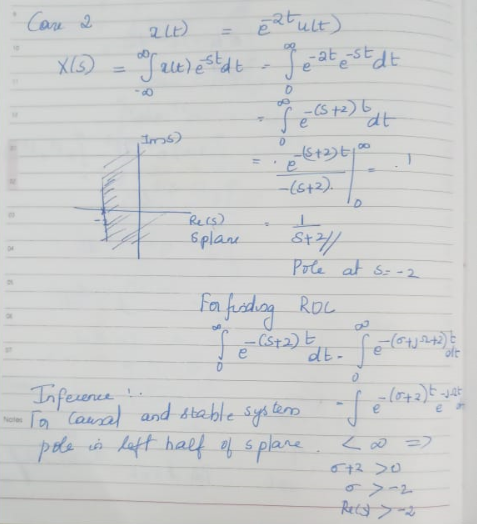 Case 2 x(t) = e^{-2t}u(t)
X(s) = ∫_{-∞}^{∞} x(t) e^{-st} dt = ∫_0^∞ e^{-2t} e^{-st} dt
= ∫_0^∞ e^{-(s+2)t} dt
Im(s)
= e^{-(s+2)t} / -(s+2) |_0^∞ =
Re(s)
s plane
= 1 / s+2 //
Pole at s = -2
For finding ROC
∫_0^∞ e^{-(s+2)t} dt = ∫_0^∞ e^{-(σ+jΩ+2)t} dt
Inference :-
= ∫ e^{-(σ+2)t} e^{-jΩt}
For causal and stable system
pole in left half of s plane. < ∞ =>
σ+2 > 0
σ > -2
Re(s) > -2
Notes